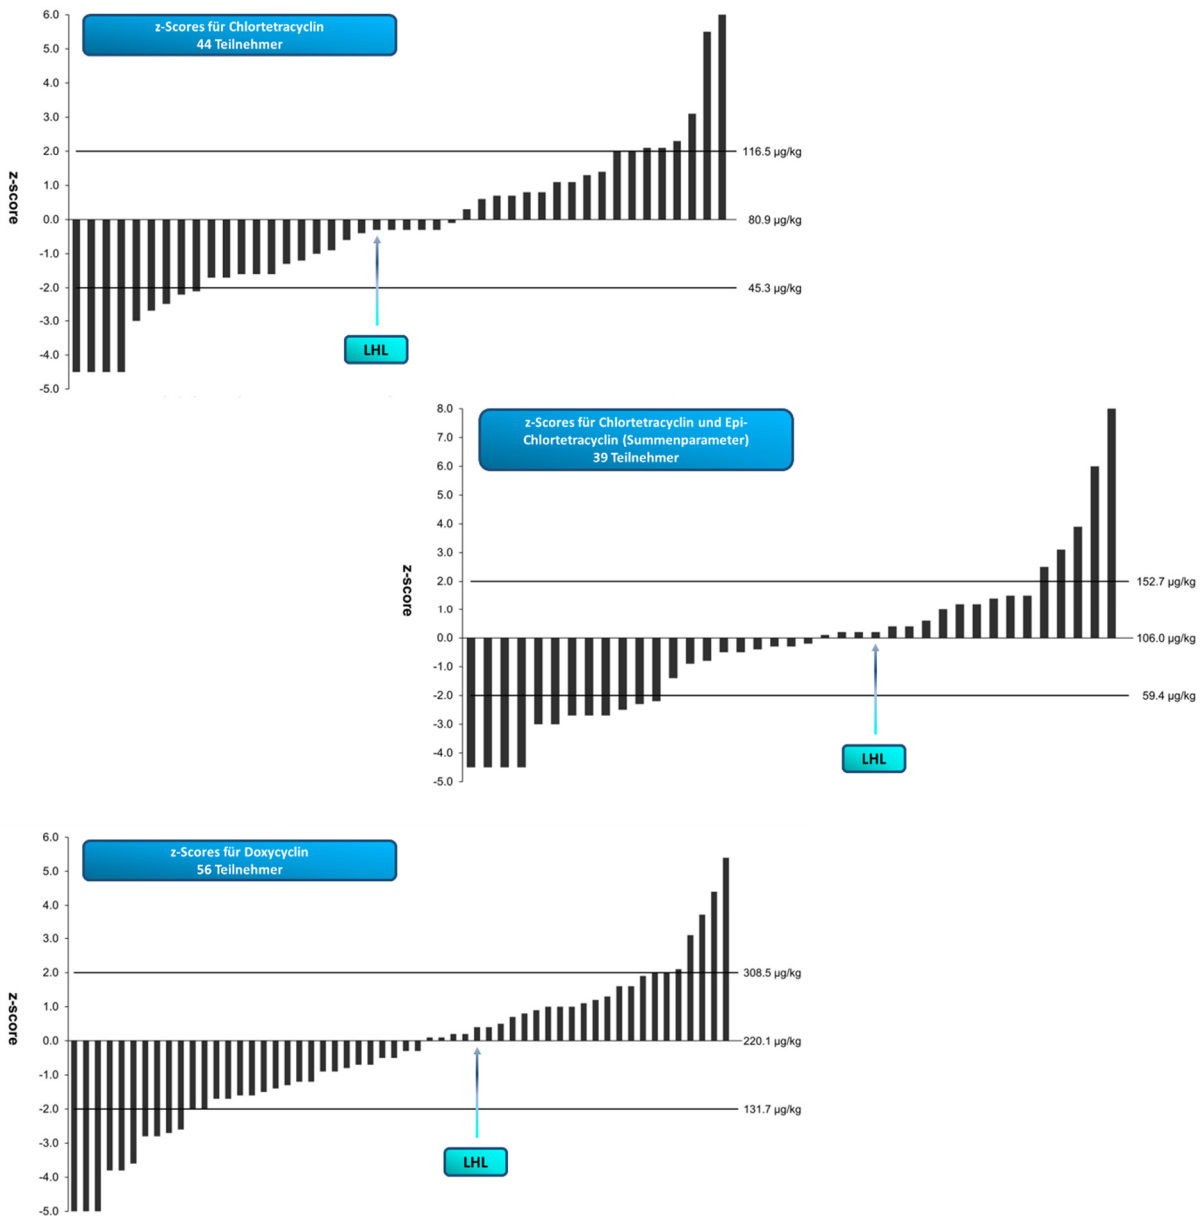 z-Scores für Chlortetracyclin
44 Teilnehmer
6.0
5.0
4.0
3.0
2.0
1.0
0.0
-1.0
-2.0
-3.0
-4.0
-5.0
z-score
116.5 µg/kg
80.9 µg/kg
45.3 µg/kg
LHL
z-Scores für Chlortetracyclin und Epi-
Chlortetracyclin (Summenparameter)
39 Teilnehmer
8.0
7.0
6.0
5.0
4.0
3.0
2.0
1.0
0.0
-1.0
-2.0
-3.0
-4.0
-5.0
z-score
152.7 µg/kg
106.0 µg/kg
59.4 µg/kg
LHL
z-Scores für Doxycyclin
56 Teilnehmer
6.0
5.0
4.0
3.0
2.0
1.0
0.0
-1.0
-2.0
-3.0
-4.0
-5.0
z-score
308.5 µg/kg
220.1 µg/kg
131.7 µg/kg
LHL